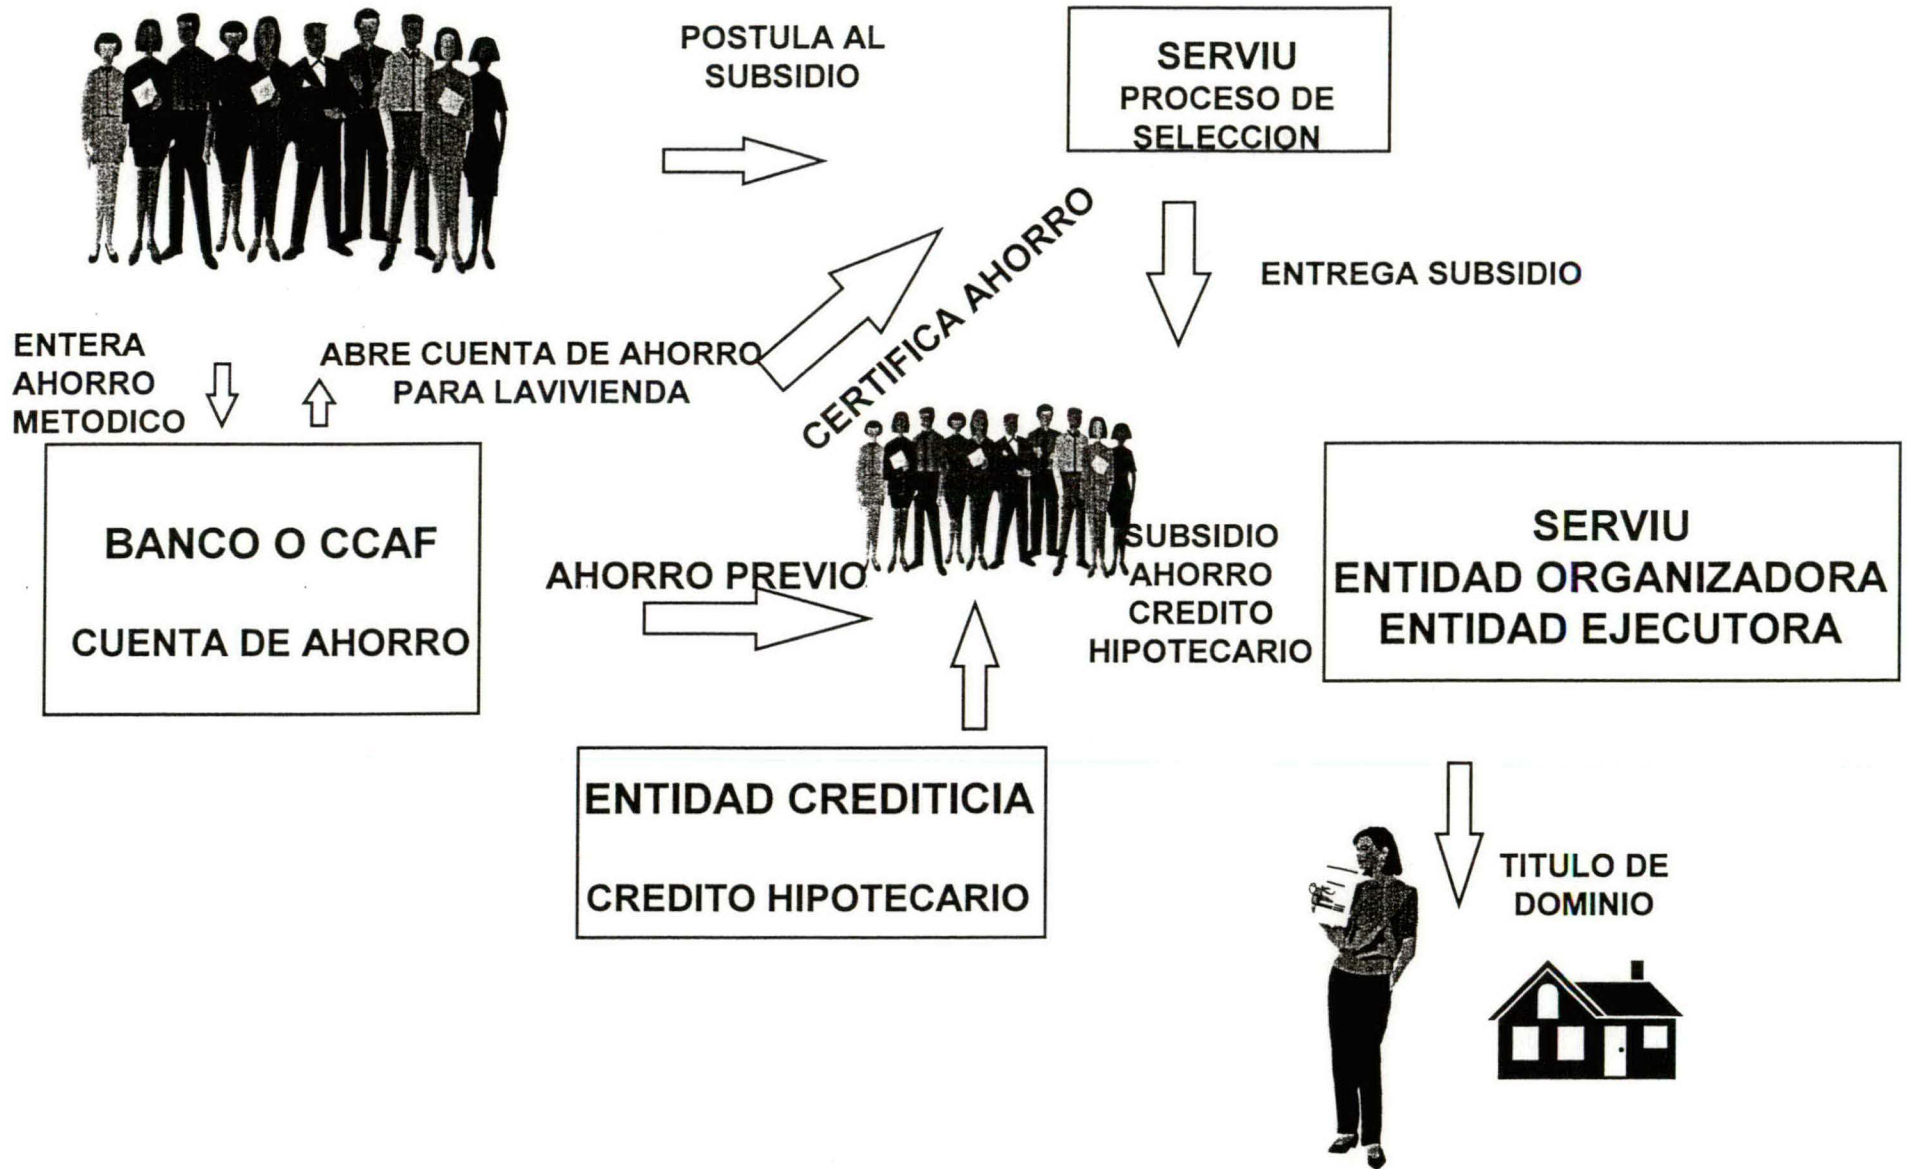 POSTULA AL
SUBSIDIO
SERVIU
PROCESO DE
SELECCION
ENTREGA SUBSIDIO
CERTIFICA AHORRO
ENTERA
AHORRO
METODICO
ABRE CUENTA DE AHORRO
PARA LAVIVIENDA
BANCO O CCAF
CUENTA DE AHORRO
AHORRO PREVIO
SUBSIDIO
AHORRO
CREDITO
HIPOTECARIO
SERVIU
ENTIDAD ORGANIZADORA
ENTIDAD EJECUTORA
ENTIDAD CREDITICIA
CREDITO HIPOTECARIO
TITULO DE
DOMINIO